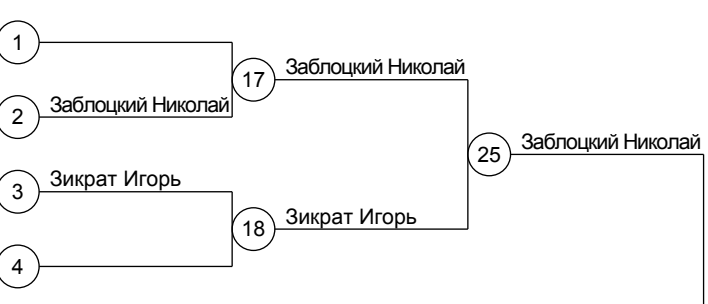 1
17 Заблоцкий Николай
2 Заблоцкий Николай
25 Заблоцкий Николай
3 Зикрат Игорь
18 Зикрат Игорь
4